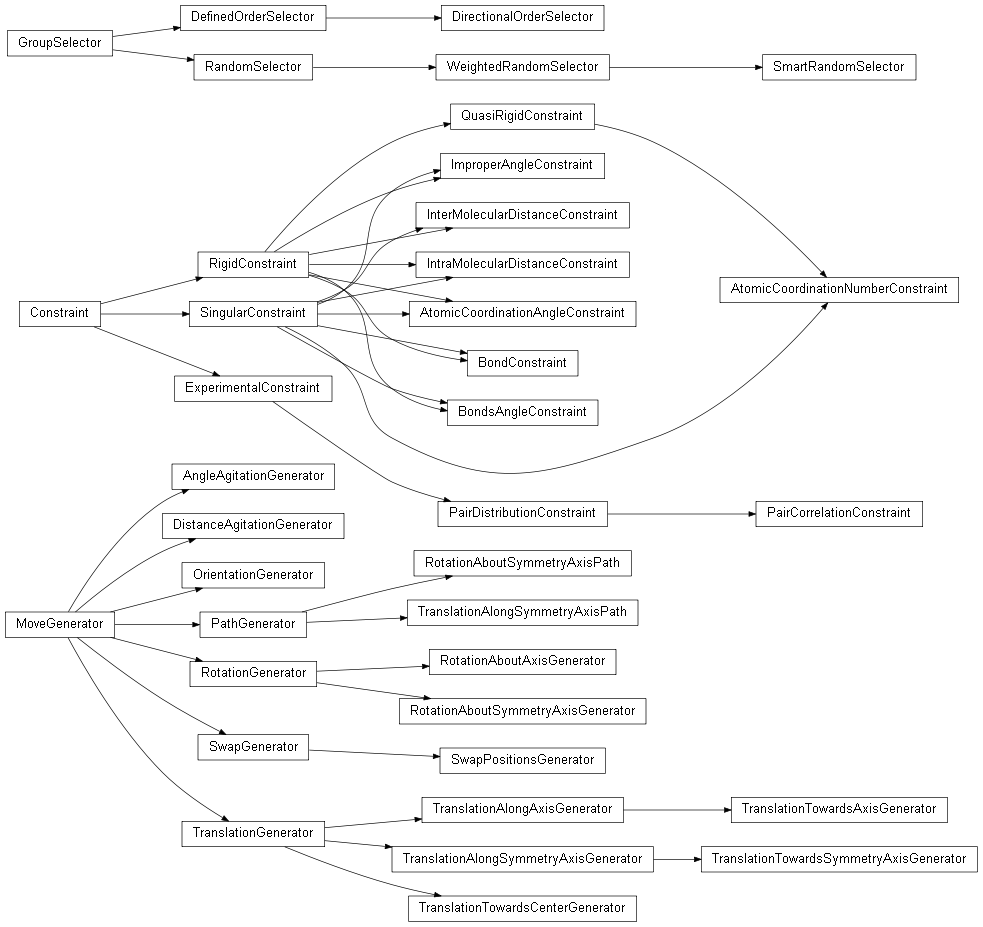 DefinedOrderSelector
DirectionalOrderSelector
GroupSelector
RandomSelector
WeightedRandomSelector
SmartRandomSelector
QuasiRigidConstraint
ImproperAngleConstraint
InterMolecularDistanceConstraint
RigidConstraint
IntraMolecularDistanceConstraint
AtomicCoordinationNumberConstraint
Constraint
SingularConstraint
AtomicCoordinationAngleConstraint
BondConstraint
ExperimentalConstraint
BondsAngleConstraint
AngleAgitationGenerator
PairDistributionConstraint
PairCorrelationConstraint
DistanceAgitationGenerator
RotationAboutSymmetryAxisPath
OrientationGenerator
TranslationAlongSymmetryAxisPath
MoveGenerator
PathGenerator
RotationAboutAxisGenerator
RotationGenerator
RotationAboutSymmetryAxisGenerator
SwapGenerator
SwapPositionsGenerator
TranslationAlongAxisGenerator
TranslationTowardsAxisGenerator
TranslationGenerator
TranslationAlongSymmetryAxisGenerator
TranslationTowardsSymmetryAxisGenerator
TranslationTowardsCenterGenerator